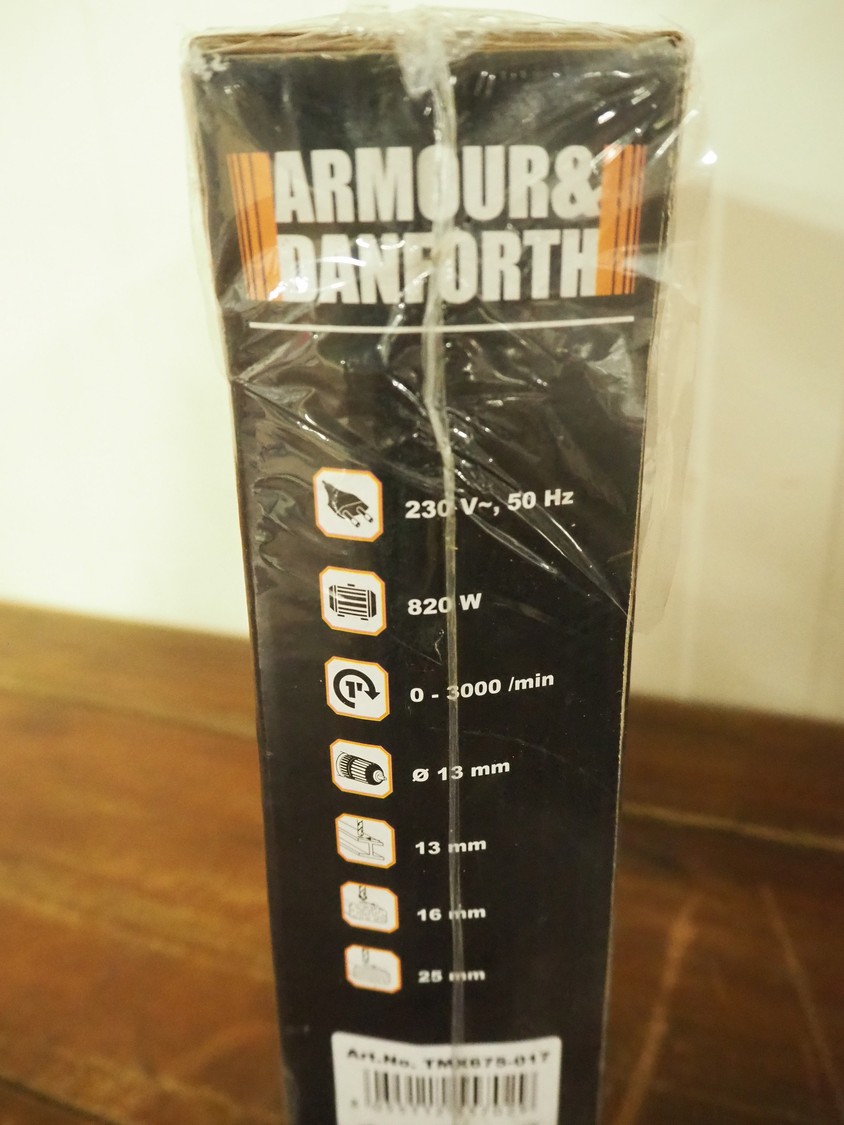 ARMOUR&
DANFORTH
230 V~, 50 Hz
820 W
0 - 3000 /min
Ø 13 mm
13 mm
16 mm
25 mm
Art.No. TMX675-017